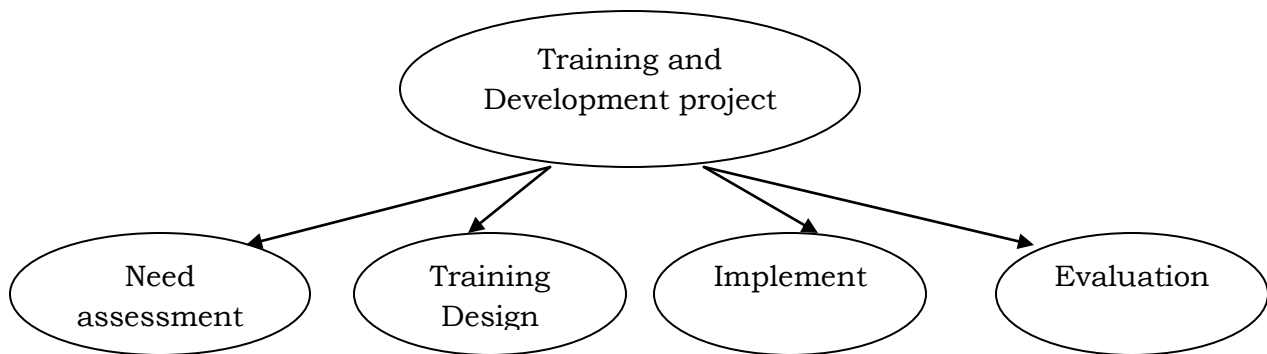 Training and
Development project
Need
assessment
Training
Design
Implement
Evaluation